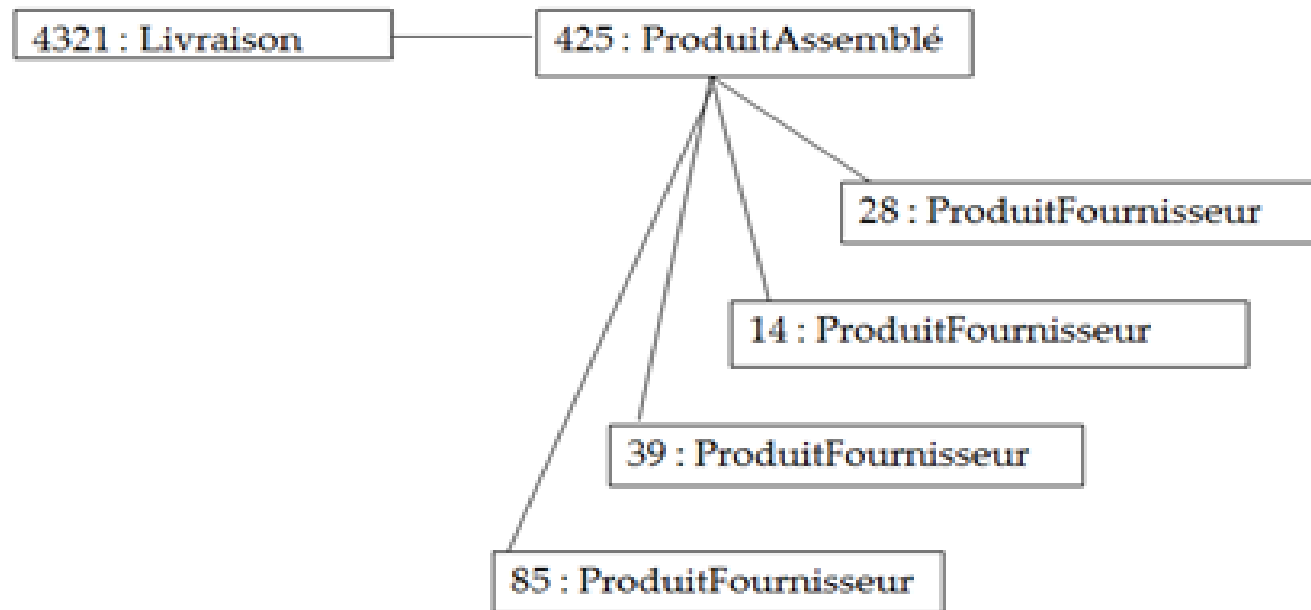 4321 : Livraison
425 : ProduitAssemblé
28 : ProduitFournisseur
14 : ProduitFournisseur
39 : ProduitFournisseur
85 : ProduitFournisseur